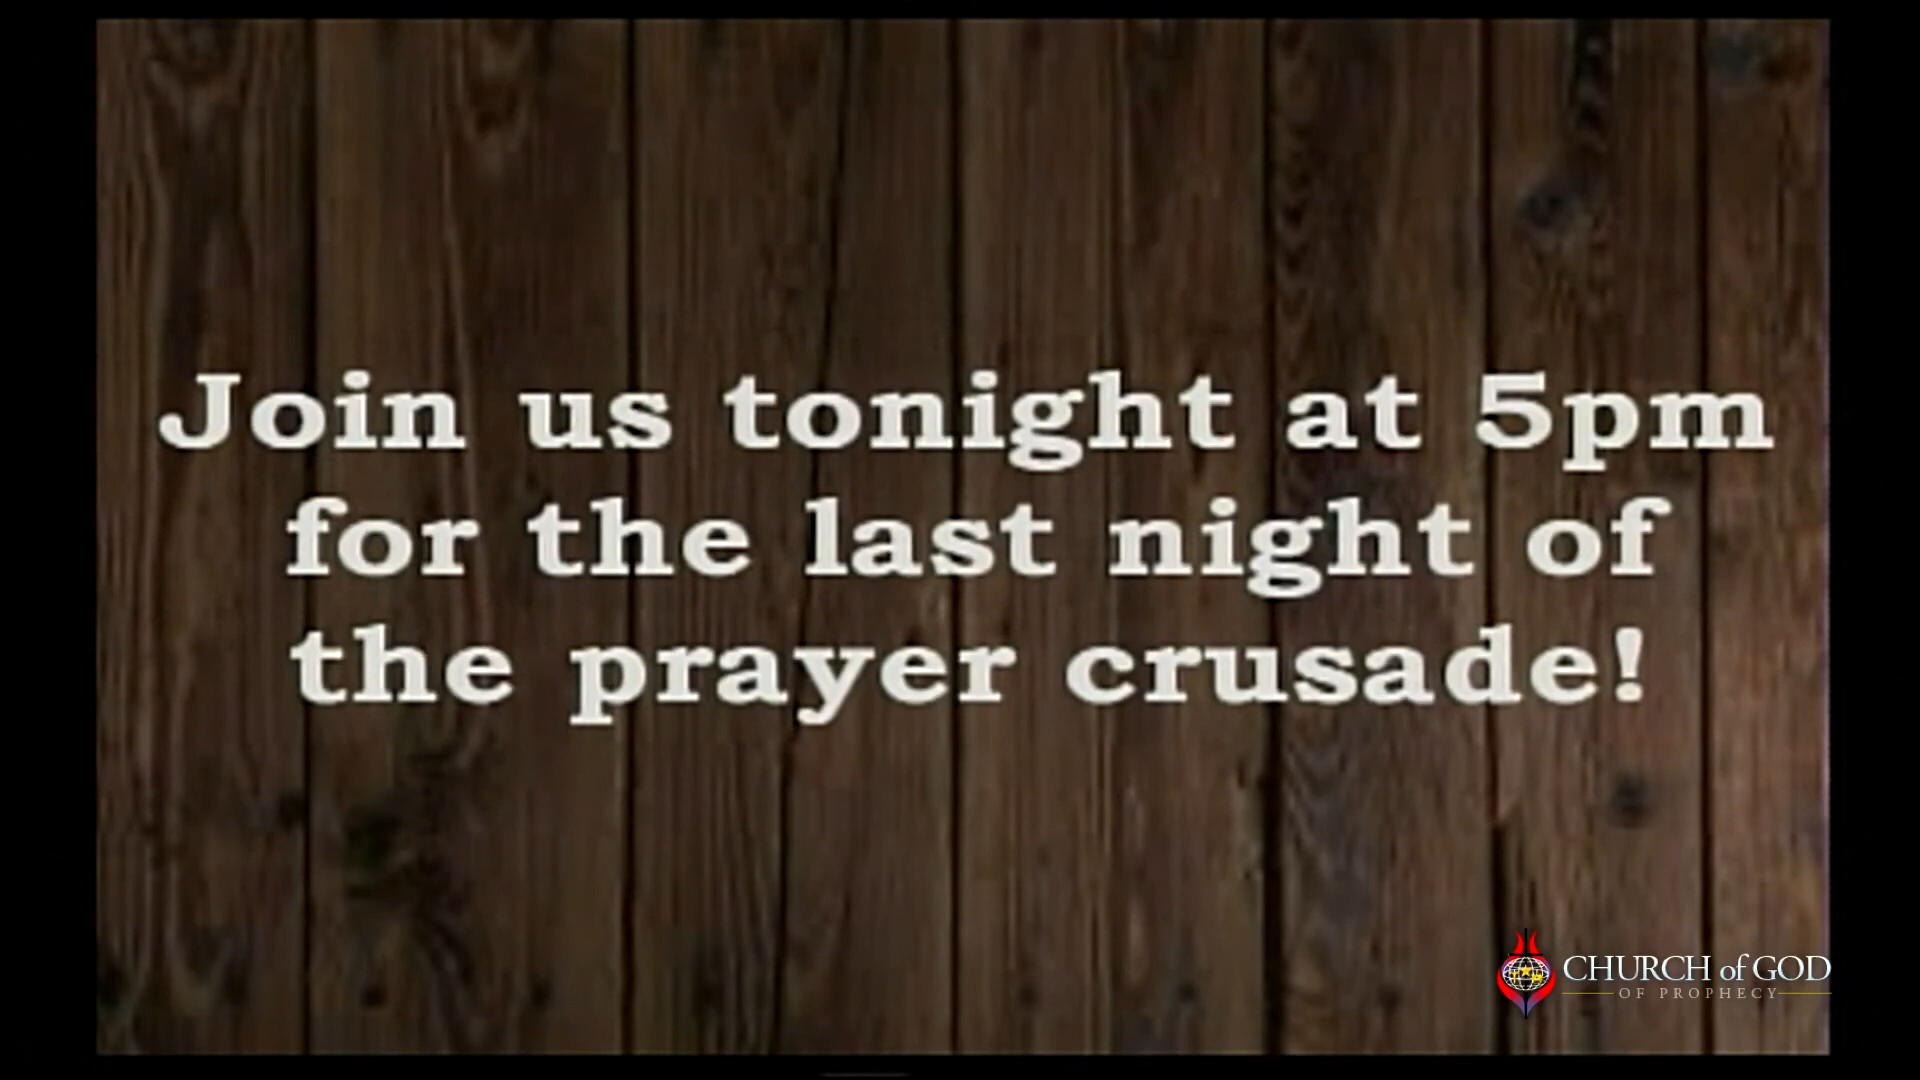 Join us tonight at 5pm
for the last night of
the prayer crusade!
CHURCH of GOD
OF PROPHECY